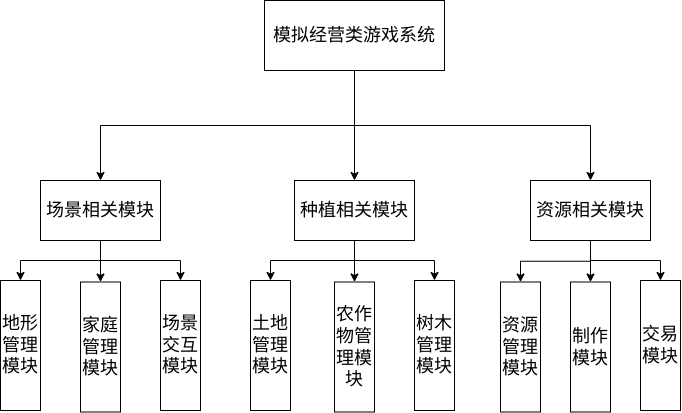 模拟经营类游戏系统
场景相关模块
种植相关模块
资源相关模块
地形
管理
模块
家庭
管理
模块
场景
交互
模块
土地
管理
模块
农作
物管
理模
块
树木
管理
模块
资源
管理
模块
制作
模块
交易
模块